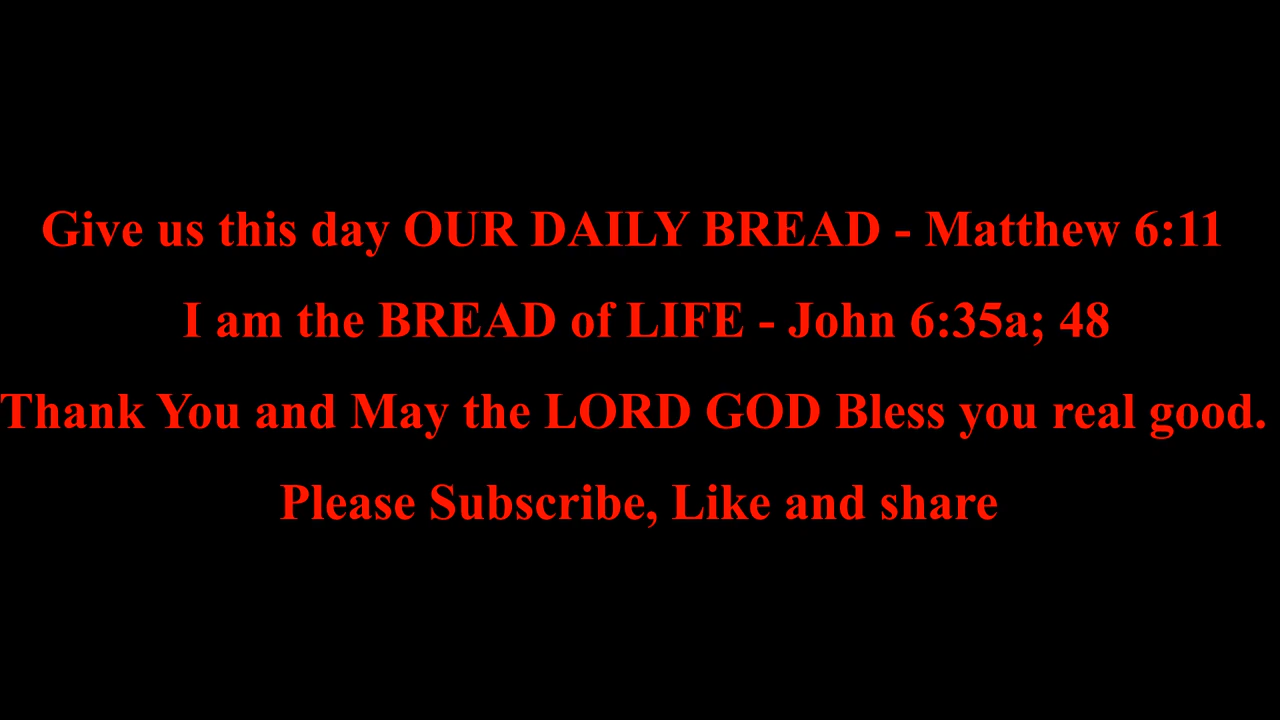 Give us this day OUR DAILY BREAD - Matthew 6:11
I am the BREAD of LIFE - John 6:35a; 48
Thank You and May the LORD GOD Bless you real good.
Please Subscribe, Like and share